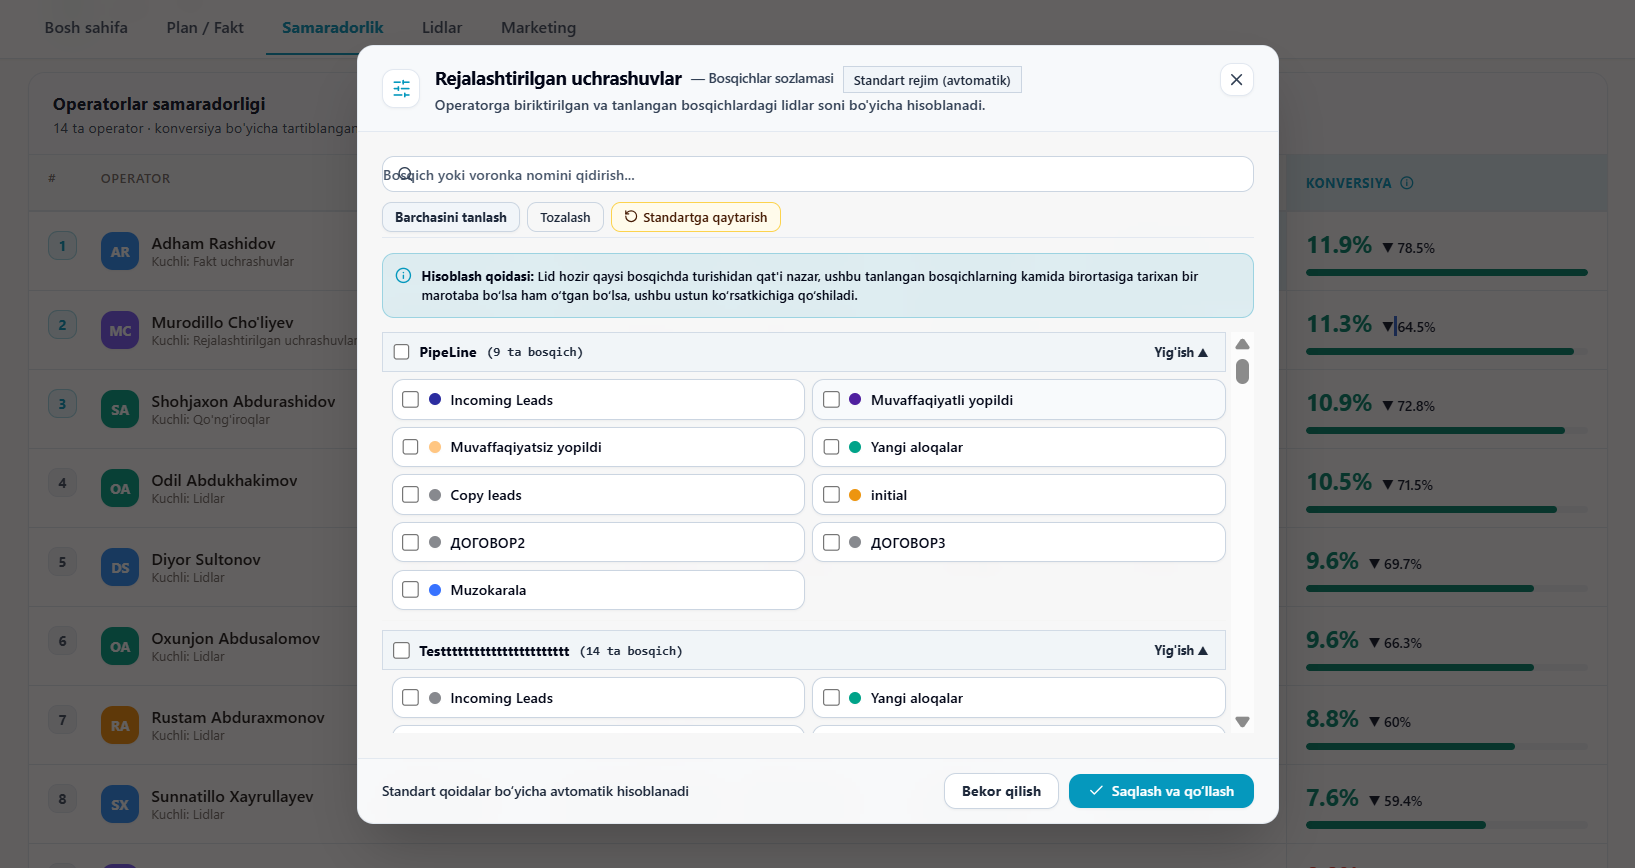 Bosh sahifa
Plan / Fakt
Samaradorlik
Lidlar
Marketing
Operatorlar samaradorligi
14 ta operator · konversiya bo'yicha tartiblangan
# OPERATOR
KONVERSIYA
1 AR Adham Rashidov
Kuchli: Fakt uchrashuvlar
11.9% ▼ 78.5%
2 MC Murodillo Cho'liyev
Kuchli: Rejalashtirilgan uchrashuvlar
11.3% ▼ 64.5%
3 SA Shohjaxon Abdurashidov
Kuchli: Qo'ng'iroqlar
10.9% ▼ 72.8%
4 OA Odil Abdukhakimov
Kuchli: Lidlar
10.5% ▼ 71.5%
5 DS Diyor Sultonov
Kuchli: Lidlar
9.6% ▼ 69.7%
6 OA Oxunjon Abdusalomov
Kuchli: Lidlar
9.6% ▼ 66.3%
7 RA Rustam Abduraxmonov
Kuchli: Lidlar
8.8% ▼ 60%
8 SX Sunnatillo Xayrullayev
Kuchli: Lidlar
7.6% ▼ 59.4%
Rejalashtirilgan uchrashuvlar — Bosqichlar sozlamasi Standart rejim (avtomatik)
Operatorga biriktirilgan va tanlangan bosqichlardagi lidlar soni bo'yicha hisoblanadi.
Bosqich yoki voronka nomini qidirish...
Barchasini tanlash
Tozalash
Standartga qaytarish
Hisoblash qoidasi: Lid hozir qaysi bosqichda turishidan qat'i nazar, ushbu tanlangan bosqichlarning kamida birortasiga tarixan bir
marotaba bo‘lsa ham o‘tgan bo‘lsa, ushbu ustun ko‘rsatkichiga qo‘shiladi.
PipeLine (9 ta bosqich) Yig'ish ▲
Incoming Leads
Muvaffaqiyatli yopildi
Muvaffaqiyatsiz yopildi
Yangi aloqalar
Copy leads
initial
ДОГОВОР2
ДОГОВОР3
Muzokarala
Testttttttttttttttttttttttt (14 ta bosqich) Yig'ish ▲
Incoming Leads
Yangi aloqalar
Standart qoidalar bo‘yicha avtomatik hisoblanadi
Bekor qilish
Saqlash va qo‘llash